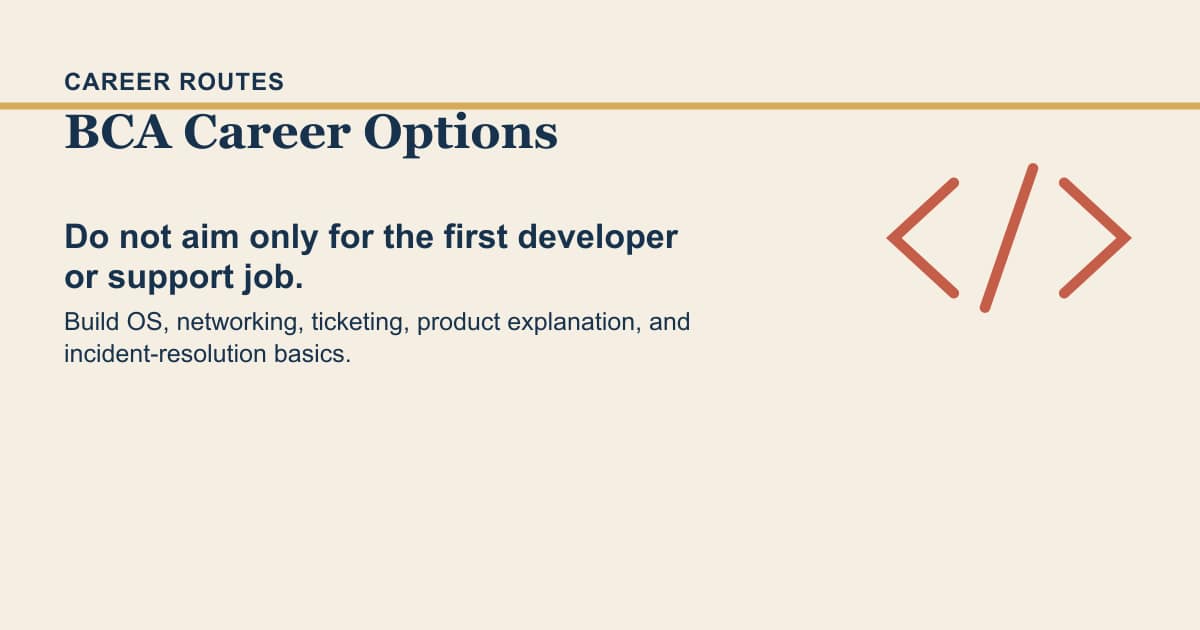 CAREER ROUTES
BCA Career Options
Do not aim only for the first developer
or support job.
Build OS, networking, ticketing, product explanation, and
incident-resolution basics.